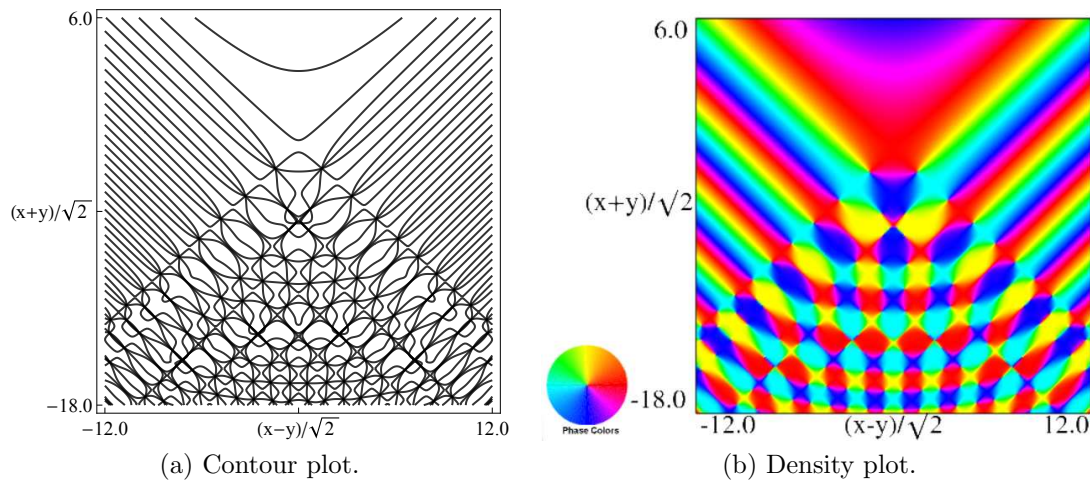 6.0
(x+y)/√2
−18.0
−12.0
(x−y)/√2
12.0
(a) Contour plot.
6.0
(x+y)/√2
-18.0
Phase Colors
-12.0
(x-y)/√2
12.0
(b) Density plot.